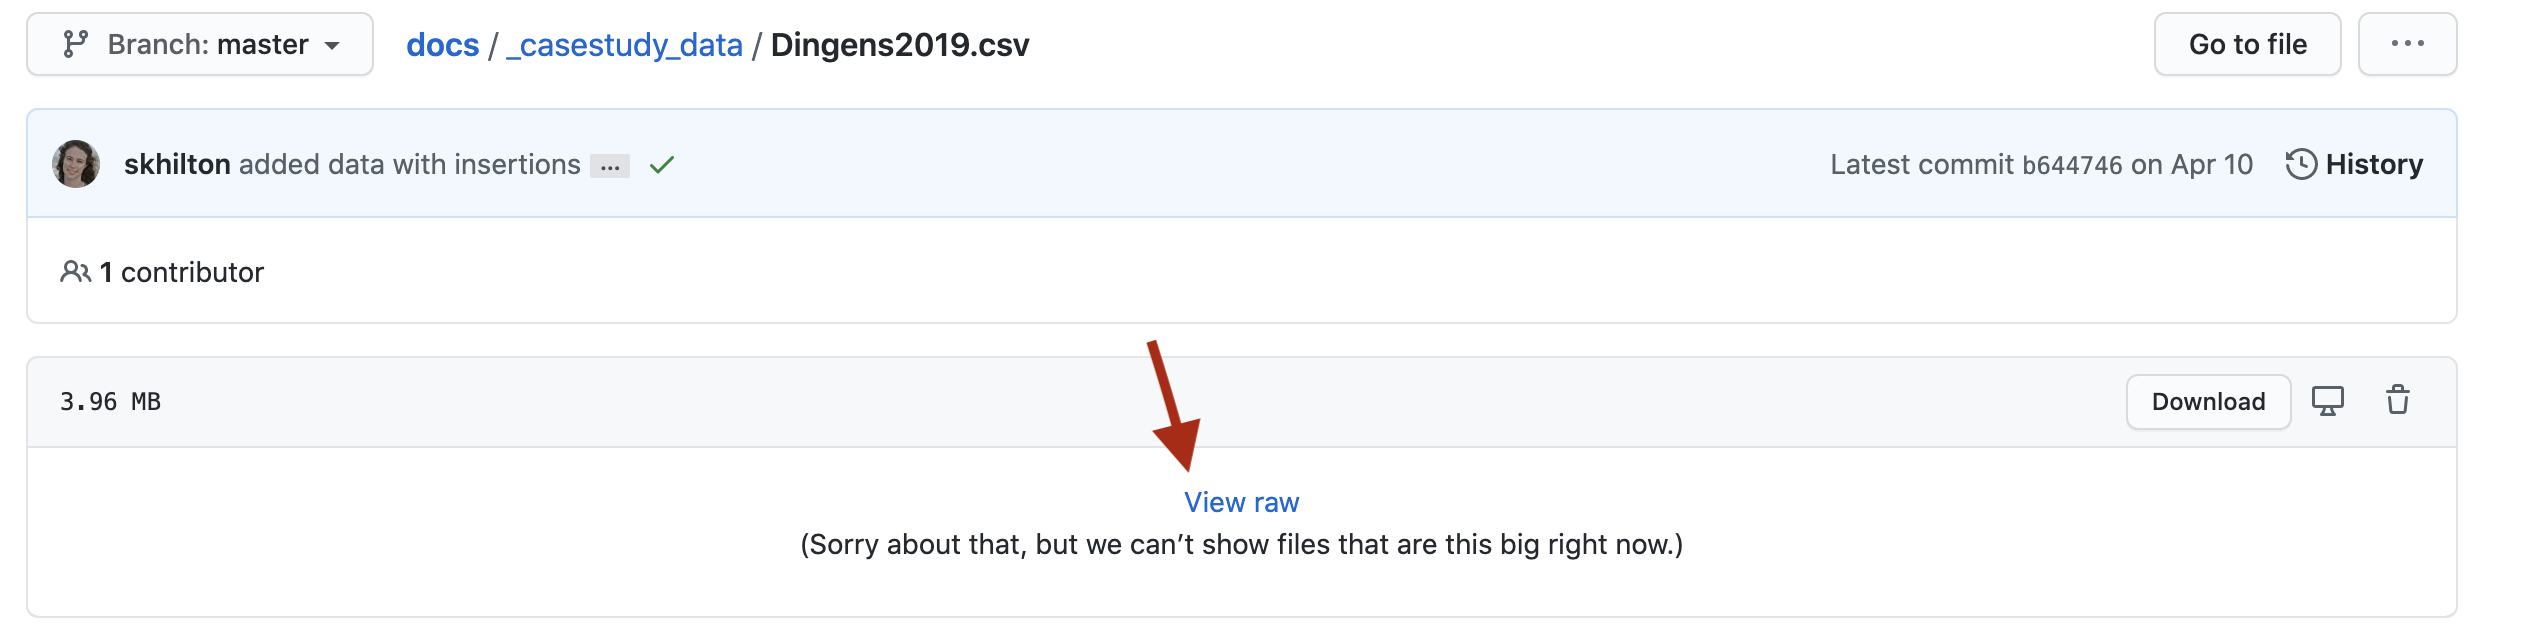 Branch: master docs / _casestudy_data / Dingens2019.csv Go to file ...
skhilton added data with insertions ... Latest commit b644746 on Apr 10 History
1 contributor
3.96 MB Download
View raw
(Sorry about that, but we can’t show files that are this big right now.)